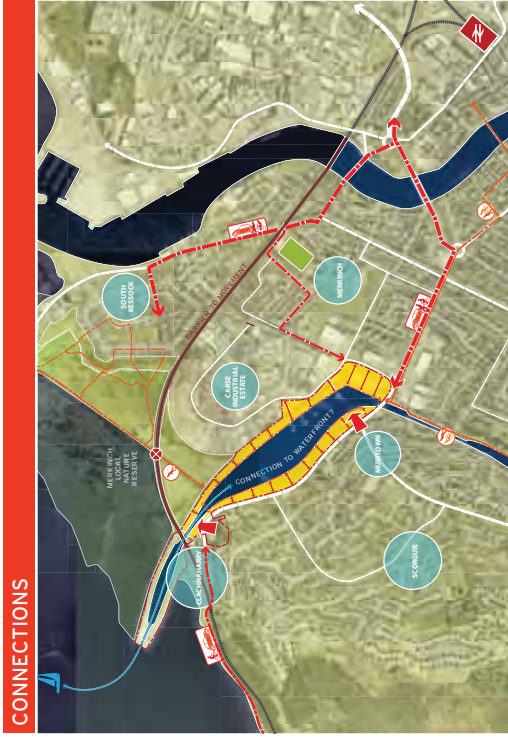 CONNECTIONS
SOUTH
KESSOCK
BARRIER TO MOVEMENT
MERKINCH
CARSE
INDUSTRIAL
ESTATE
MERKINCH
LOCAL
NATURE
RESERVE
CONNECTION TO WATERFRONT?
MUIRTOWN
CLACHNAHARRY
SCORGUIE